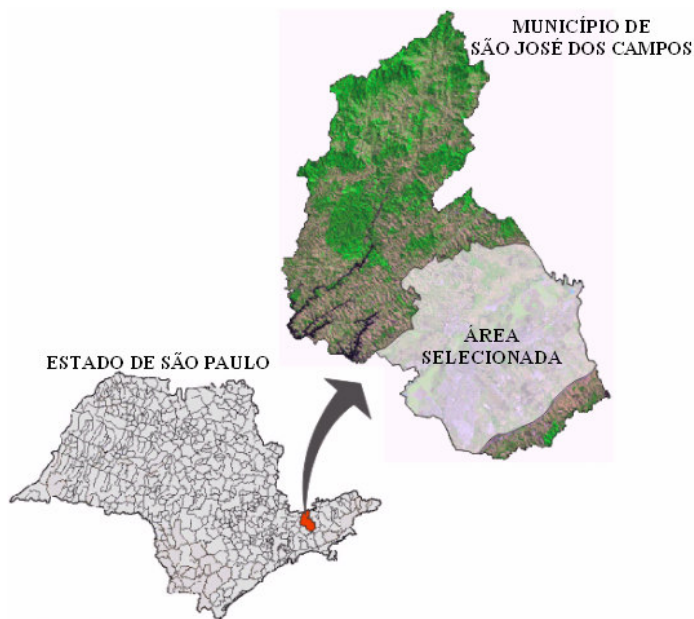 MUNICÍPIO DE
SÃO JOSÉ DOS CAMPOS
ÁREA
SELECIONADA
ESTADO DE SÃO PAULO